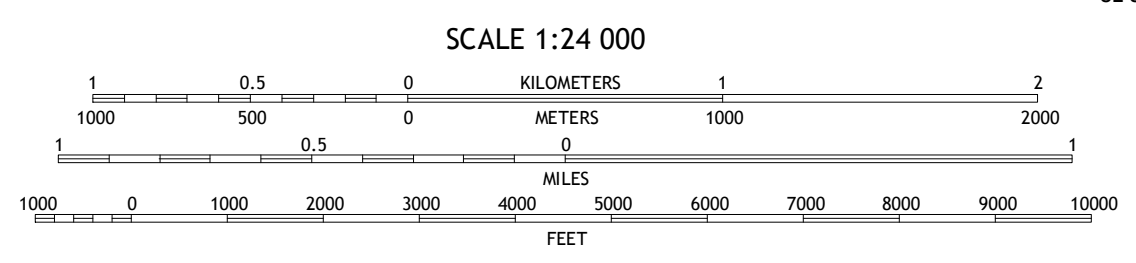 SCALE 1:24 000
1 0.5 0 KILOMETERS 1 2
1000 500 0 METERS 1000 2000
1 0.5 0 1
MILES
1000 0 1000 2000 3000 4000 5000 6000 7000 8000 9000 10000
FEET